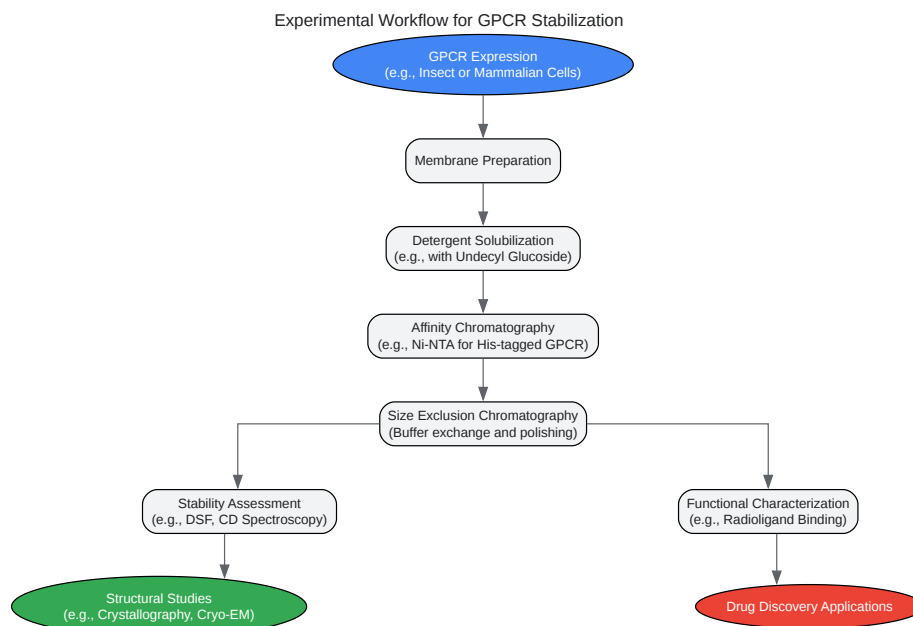 Experimental Workflow for GPCR Stabilization
GPCR Expression
(e.g., Insect or Mammalian Cells)
Membrane Preparation
Detergent Solubilization
(e.g., with Undecyl Glucoside)
Affinity Chromatography
(e.g., Ni-NTA for His-tagged GPCR)
Size Exclusion Chromatography
(Buffer exchange and polishing)
Stability Assessment
(e.g., DSF, CD Spectroscopy)
Functional Characterization
(e.g., Radioligand Binding)
Structural Studies
(e.g., Crystallography, Cryo-EM)
Drug Discovery Applications